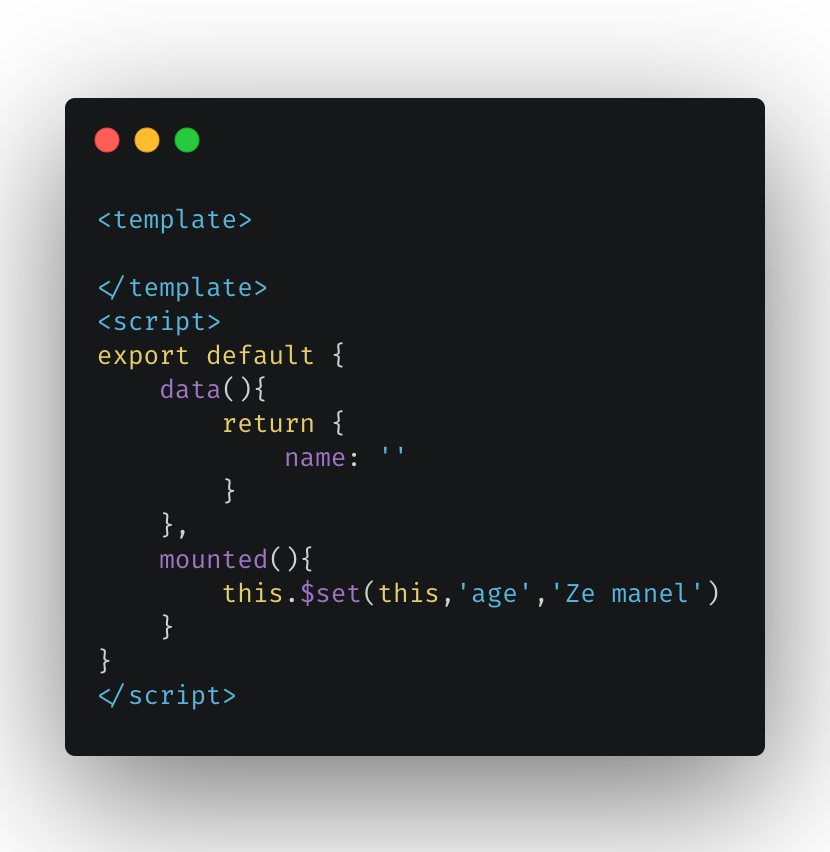 <template>

</template>
<script>
export default {
    data(){
        return {
            name: ''
        }
    },
    mounted(){
        this.$set(this,'age','Ze manel')
    }
}
</script>